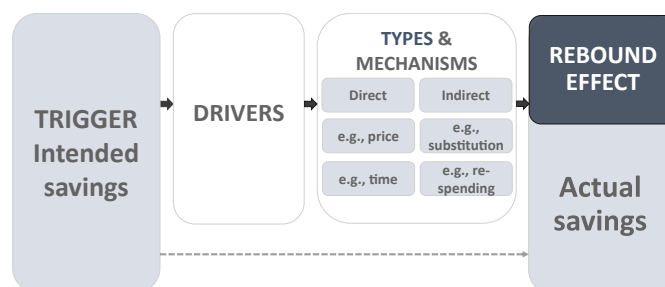 TRIGGER
Intended
savings
DRIVERS
TYPES &
MECHANISMS
Direct
Indirect
e.g., price
e.g.,
substitution
e.g., time
e.g., re-
spending
REBOUND
EFFECT
Actual
savings